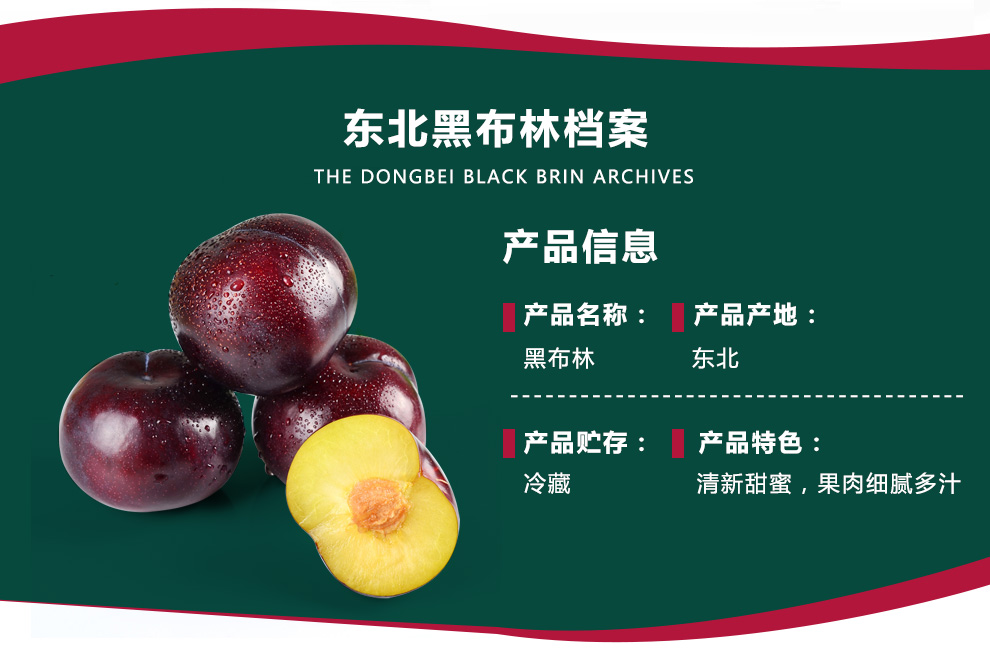 东北黑布林档案
THE DONGBEI BLACK BRIN ARCHIVES
产品信息
产品名称： 产品产地：
黑布林 东北
产品贮存： 产品特色：
冷藏 清新甜蜜，果肉细腻多汁